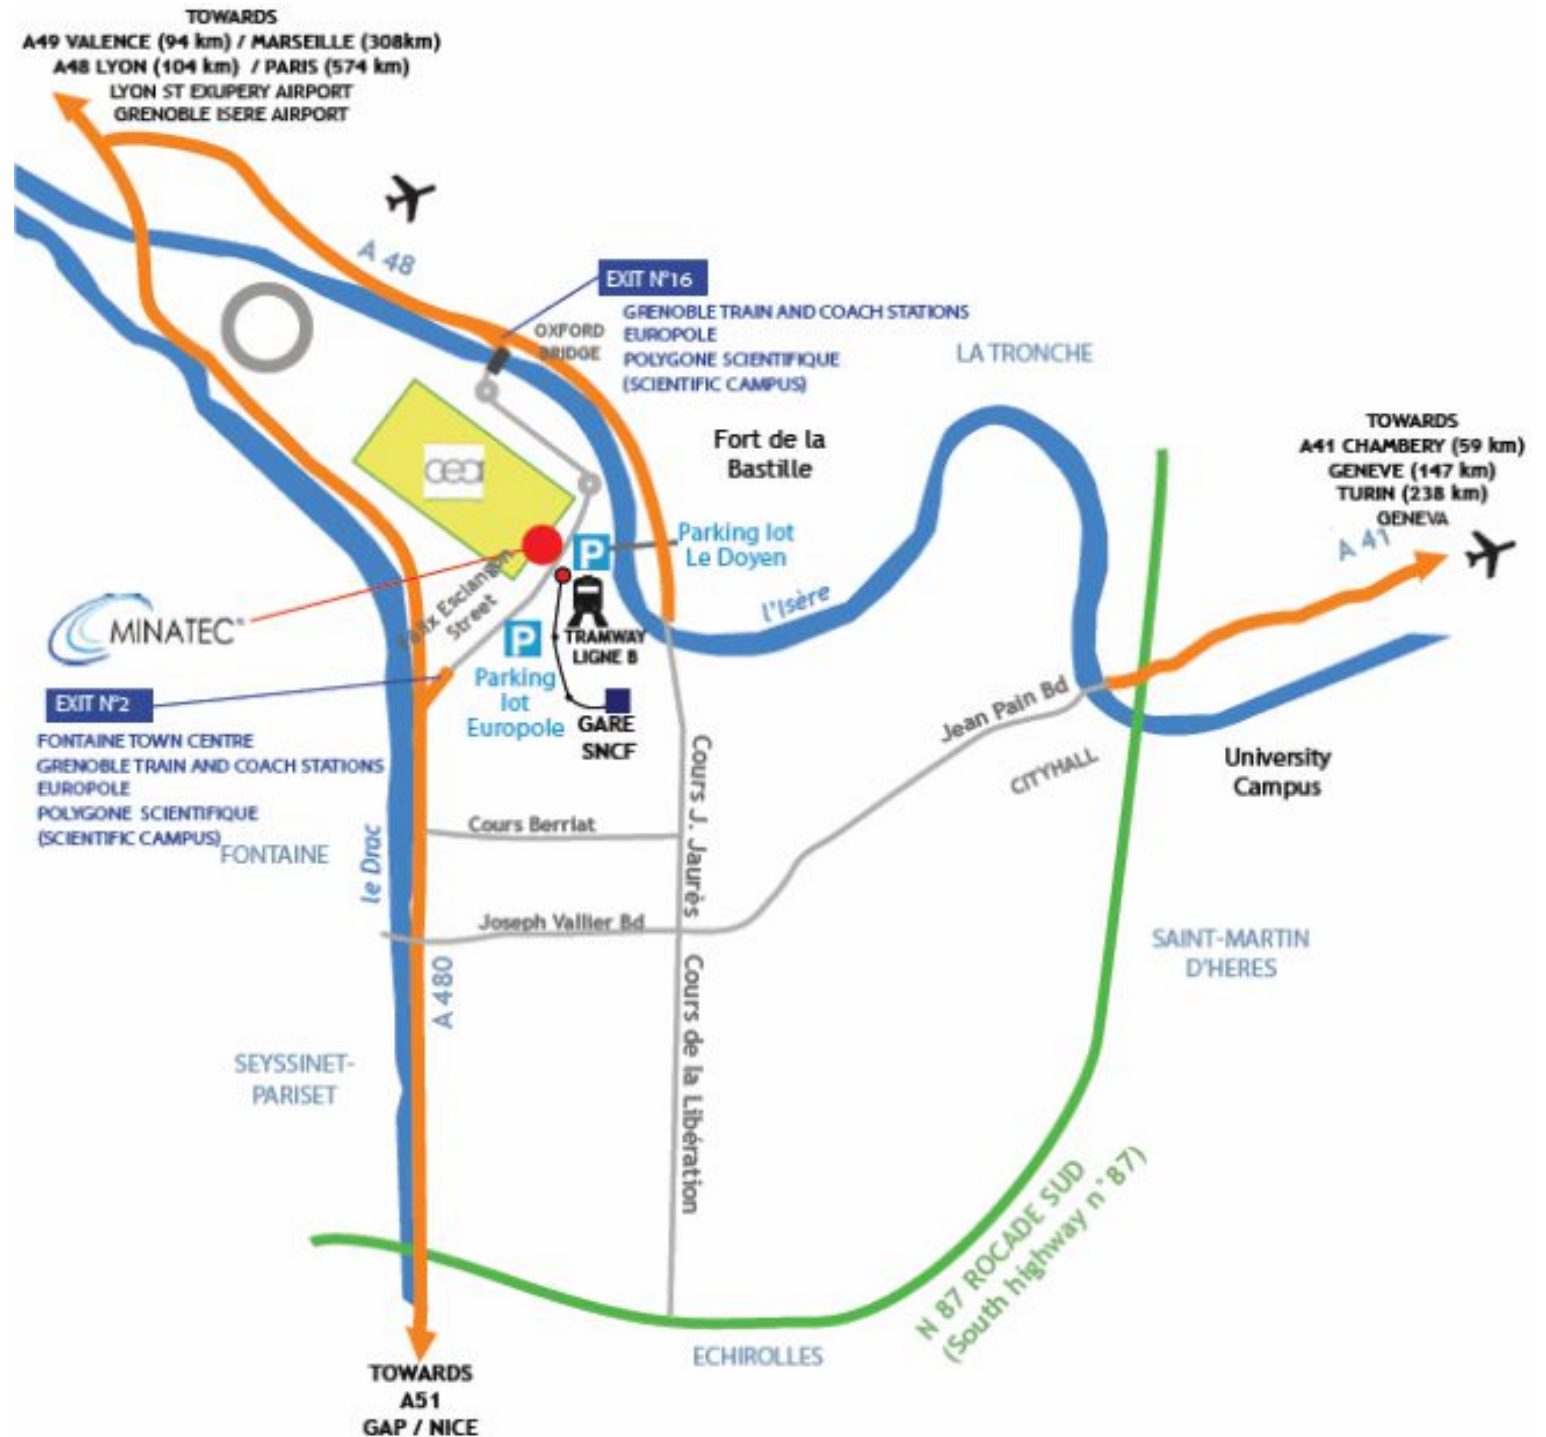 TOWARDS
A49 VALENCE (94 km) / MARSEILLE (308km)
A48 LYON (104 km) / PARIS (574 km)
LYON ST EXUPERY AIRPORT
GRENOBLE ISERE AIRPORT
A 48
EXIT N°16
GRENOBLE TRAIN AND COACH STATIONS
EUROPOLE
POLYGONE SCIENTIFIQUE
(SCIENTIFIC CAMPUS)
OXFORD
BRIDGE
LA TRONCHE
Fort de la
Bastille
TOWARDS
A41 CHAMBERY (59 km)
GENEVE (147 km)
TURIN (238 km)
GENEVA
A 41
cea
P
Parking lot
Le Doyen
l'Isère
Felix Esclangon
Street
MINATEC®
P
TRAMWAY
LIGNE B
Parking
lot
Europole
GARE
SNCF
EXIT N°2
FONTAINE TOWN CENTRE
GRENOBLE TRAIN AND COACH STATIONS
EUROPOLE
POLYGONE SCIENTIFIQUE
(SCIENTIFIC CAMPUS)
FONTAINE
le Drac
Jean Pain Bd
CITYHALL
University
Campus
Cours J. Jaurès
Cours Berriat
Joseph Vallier Bd
A 480
Cours de la Libération
SAINT-MARTIN
D'HERES
SEYSSINET-
PARISET
N 87 ROCADE SUD
(South highway n°87)
ECHIROLLES
TOWARDS
A51
GAP / NICE